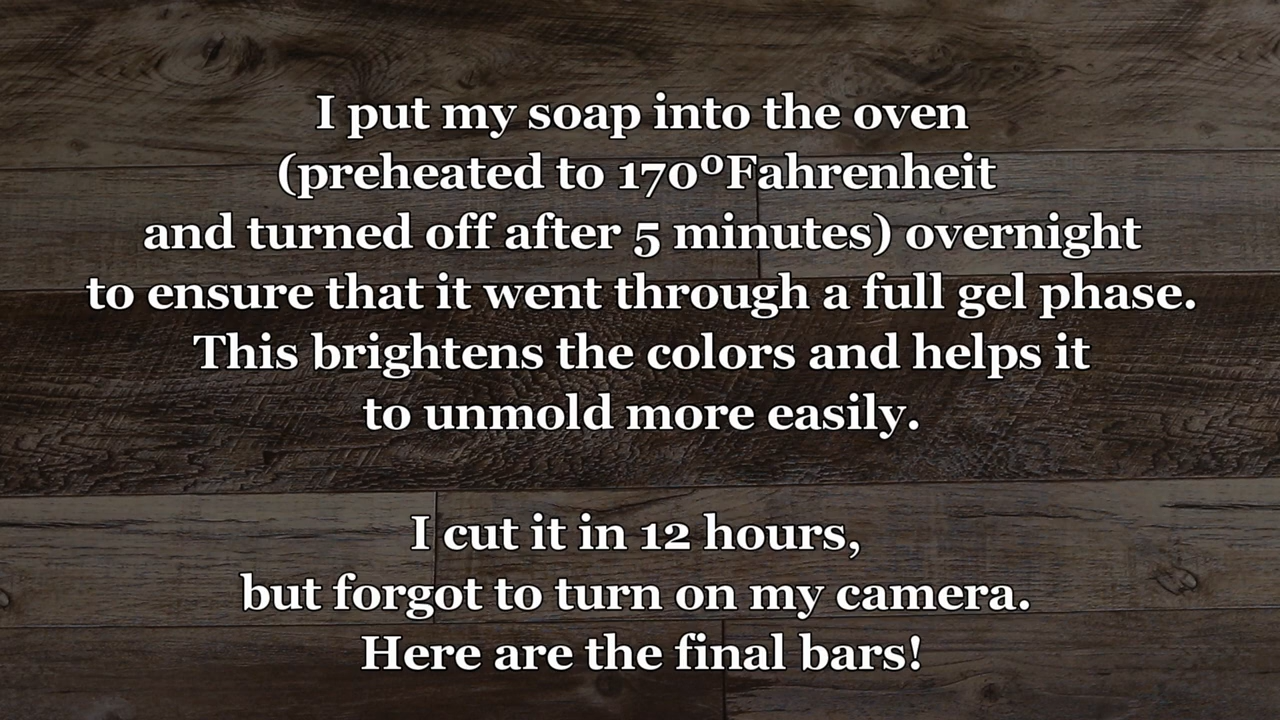 I put my soap into the oven
(preheated to 170ºFahrenheit
and turned off after 5 minutes) overnight
to ensure that it went through a full gel phase.
This brightens the colors and helps it
to unmold more easily.
I cut it in 12 hours,
but forgot to turn on my camera.
Here are the final bars!